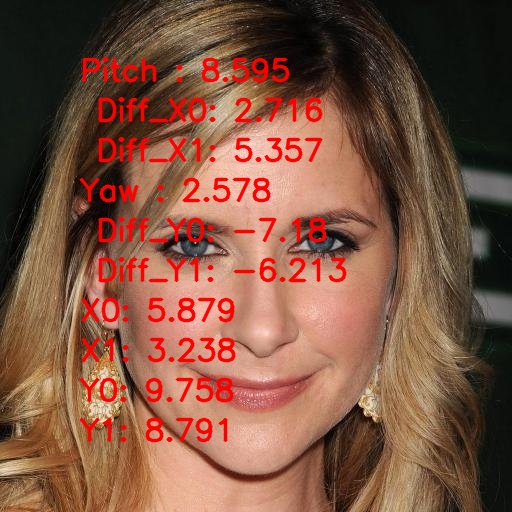 Pitch : 8.595
Diff_X0: 2.716
Diff_X1: 5.357
Yaw : 2.578
Diff_Y0: -7.18
Diff_Y1: -6.213
X0: 5.879
X1: 3.238
Y0: 9.758
Y1: 8.791